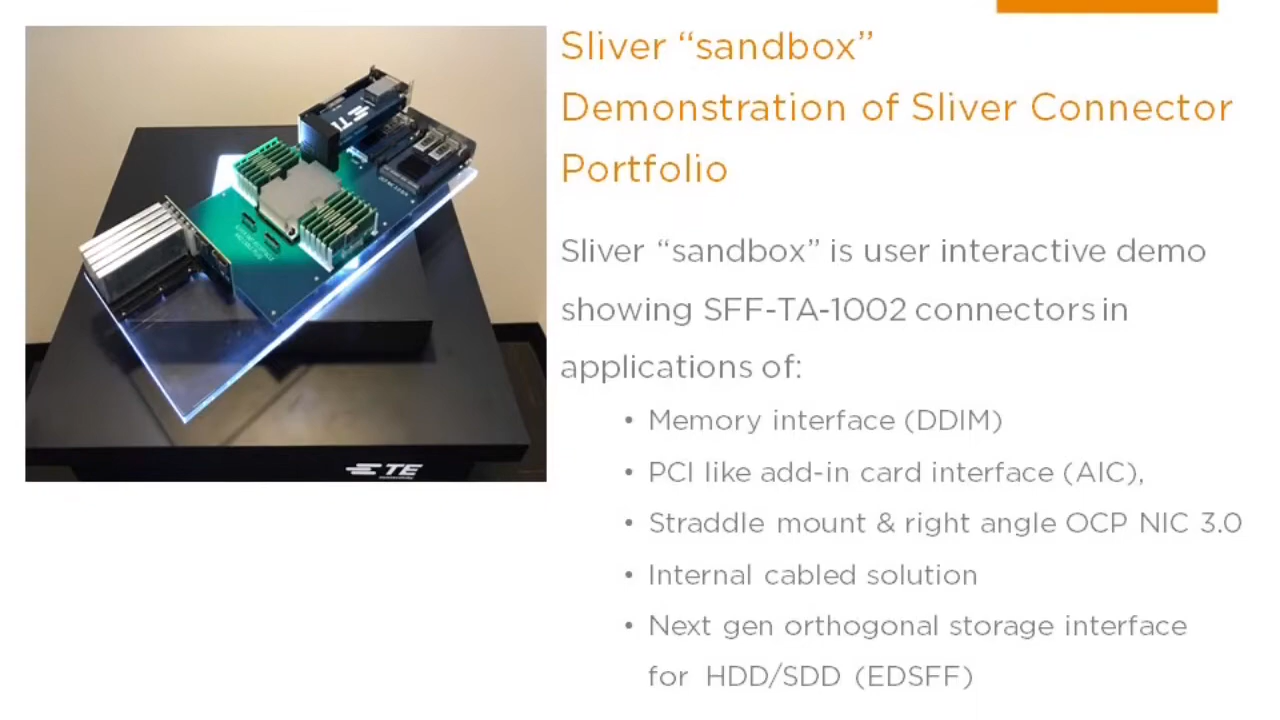 Sliver “sandbox”
Demonstration of Sliver Connector
Portfolio
Sliver “sandbox” is user interactive demo
showing SFF-TA-1002 connectors in
applications of:
• Memory interface (DDIM)
• PCI like add-in card interface (AIC),
• Straddle mount & right angle OCP NIC 3.0
• Internal cabled solution
• Next gen orthogonal storage interface
for HDD/SDD (EDSFF)
TE